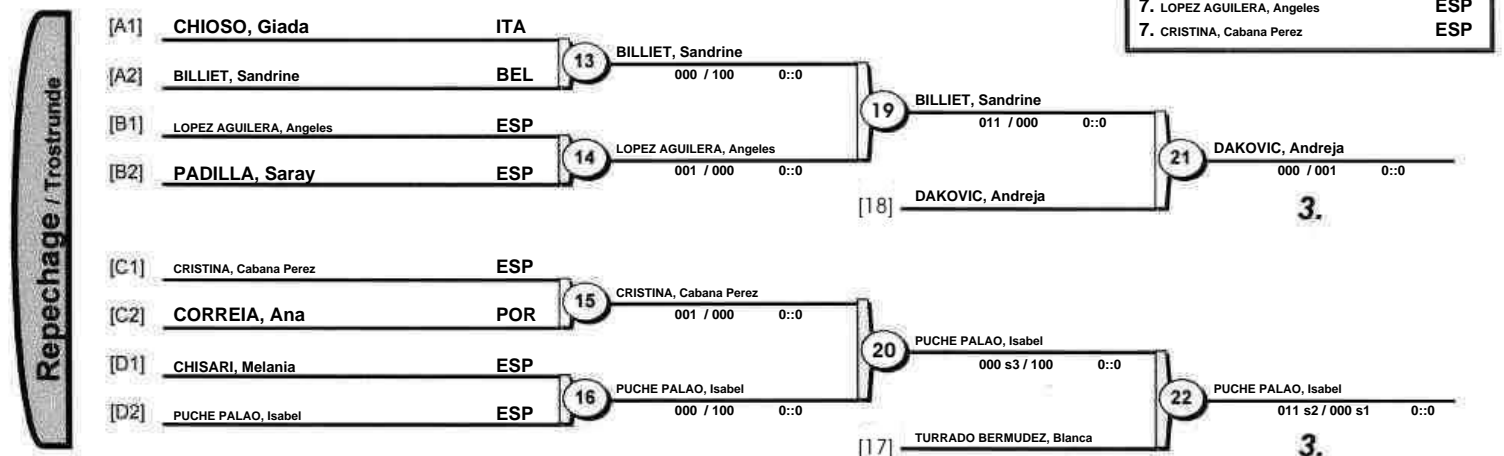 7. LOPEZ AGUILERA, Angeles ESP
7. CRISTINA, Cabana Perez ESP
Repechage / Trostrunde
[A1] CHIOSO, Giada ITA
13
BILLIET, Sandrine
000 / 100 0::0
[A2] BILLIET, Sandrine BEL
19
BILLIET, Sandrine
011 / 000 0::0
[B1] LOPEZ AGUILERA, Angeles ESP
14
LOPEZ AGUILERA, Angeles
001 / 000 0::0
[B2] PADILLA, Saray ESP
21
DAKOVIC, Andreja
000 / 001 0::0
[18] DAKOVIC, Andreja
3.
[C1] CRISTINA, Cabana Perez ESP
15
CRISTINA, Cabana Perez
001 / 000 0::0
[C2] CORREIA, Ana POR
20
PUCHE PALAO, Isabel
000 s3 / 100 0::0
[D1] CHISARI, Melania ESP
16
PUCHE PALAO, Isabel
000 / 100 0::0
[D2] PUCHE PALAO, Isabel ESP
22
PUCHE PALAO, Isabel
011 s2 / 000 s1 0::0
[17] TURRADO BERMUDEZ, Blanca
3.